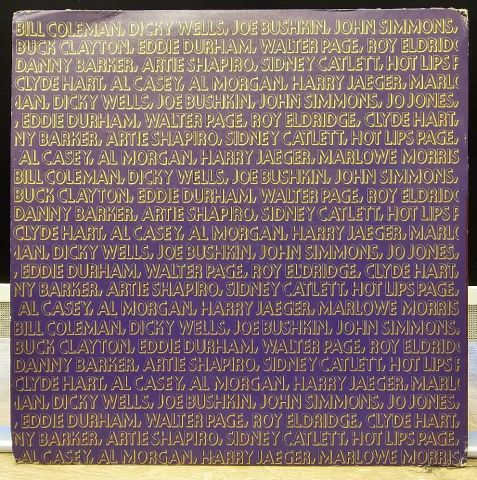 BILL COLEMAN, DICKY WELLS, JOE BUSHKIN, JOHN SIMMONS,
BUCK CLAYTON, EDDIE DURHAM, WALTER PAGE, ROY ELDRIDG
DANNY BARKER, ARTIE SHAPIRO, SIDNEY CATLETT, HOT LIPS P
CLYDE HART, AL CASEY, AL MORGAN, HARRY JAEGER, MARLO
MAN, DICKY WELLS, JOE BUSHKIN, JOHN SIMMONS, JO JONES,
, EDDIE DURHAM, WALTER PAGE, ROY ELDRIDGE, CLYDE HART,
NY BARKER, ARTIE SHAPIRO, SIDNEY CATLETT, HOT LIPS PAGE,
AL CASEY, AL MORGAN, HARRY JAEGER, MARLOWE MORRIS
BILL COLEMAN, DICKY WELLS, JOE BUSHKIN, JOHN SIMMONS,
BUCK CLAYTON, EDDIE DURHAM, WALTER PAGE, ROY ELDRIDG
DANNY BARKER, ARTIE SHAPIRO, SIDNEY CATLETT, HOT LIPS P
CLYDE HART, AL CASEY, AL MORGAN, HARRY JAEGER, MARLO
MAN, DICKY WELLS, JOE BUSHKIN, JOHN SIMMONS, JO JONES,
, EDDIE DURHAM, WALTER PAGE, ROY ELDRIDGE, CLYDE HART,
NY BARKER, ARTIE SHAPIRO, SIDNEY CATLETT, HOT LIPS PAGE,
AL CASEY, AL MORGAN, HARRY JAEGER, MARLOWE MORRIS
BILL COLEMAN, DICKY WELLS, JOE BUSHKIN, JOHN SIMMONS,
BUCK CLAYTON, EDDIE DURHAM, WALTER PAGE, ROY ELDRIDG
DANNY BARKER, ARTIE SHAPIRO, SIDNEY CATLETT, HOT LIPS P
CLYDE HART, AL CASEY, AL MORGAN, HARRY JAEGER, MARLO
MAN, DICKY WELLS, JOE BUSHKIN, JOHN SIMMONS, JO JONES,
, EDDIE DURHAM, WALTER PAGE, ROY ELDRIDGE, CLYDE HART,
NY BARKER, ARTIE SHAPIRO, SIDNEY CATLETT, HOT LIPS PAGE,
AL CASEY, AL MORGAN, HARRY JAEGER, MARLOWE MORRIS